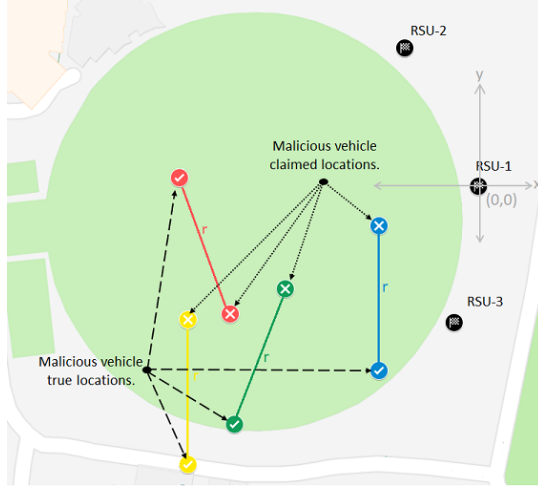 RSU-2
y
Malicious vehicle
claimed locations.
RSU-1
x
(0,0)
r
r
RSU-3
Malicious vehicle
true locations.
r
r